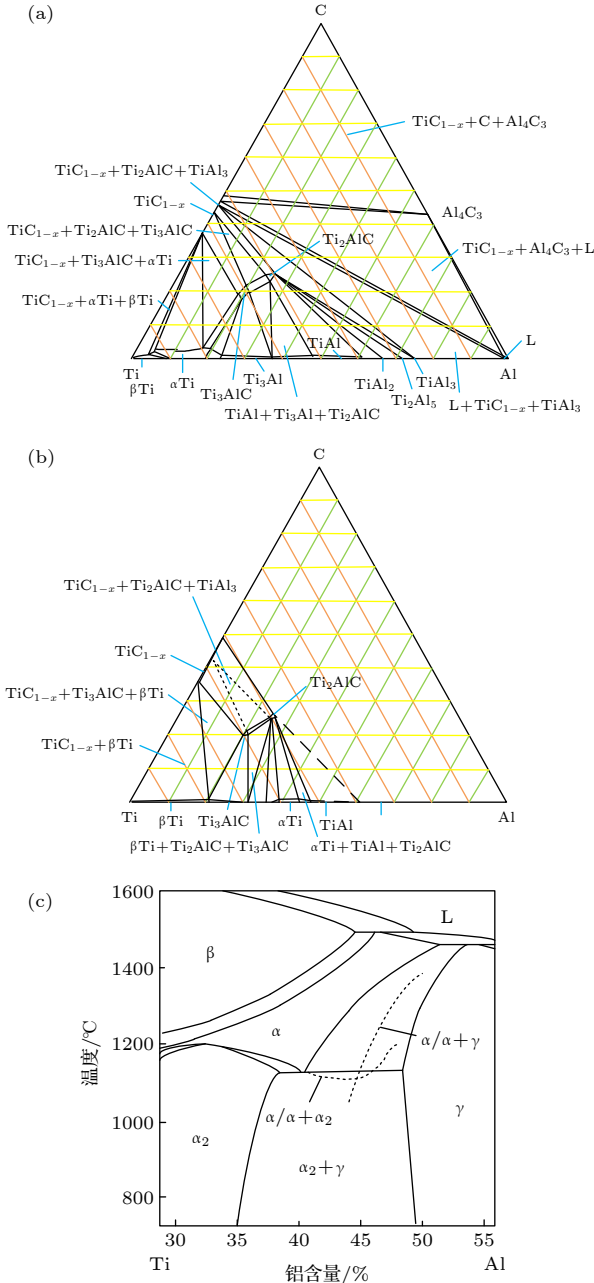 (a)
C
TiC₁₋ₓ+C+Al₄C₃
TiC₁₋ₓ+Ti₂AlC+TiAl₃
TiC₁₋ₓ
Al₄C₃
TiC₁₋ₓ+Ti₂AlC+Ti₃AlC
Ti₂AlC
TiC₁₋ₓ+Ti₃AlC+αTi
TiC₁₋ₓ+Al₄C₃+L
TiC₁₋ₓ+αTi+βTi
TiAl
L
Ti
βTi
αTi
Ti₃AlC
Ti₃Al
TiAl+Ti₃Al+Ti₂AlC
TiAl₂
Ti₂Al₅
TiAl₃
Al
L+TiC₁₋ₓ+TiAl₃
(b)
C
TiC₁₋ₓ+Ti₂AlC+TiAl₃
TiC₁₋ₓ
Ti₂AlC
TiC₁₋ₓ+Ti₃AlC+βTi
TiC₁₋ₓ+βTi
Ti
βTi
Ti₃AlC
αTi
TiAl
Al
βTi+Ti₂AlC+Ti₃AlC
αTi+TiAl+Ti₂AlC
(c)
1600
1400
1200
1000
800
温度/℃
L
β
α
α/α+γ
α/α+α₂
α₂
α₂+γ
γ
30 35 40 45 50 55
Ti
铝含量/%
Al